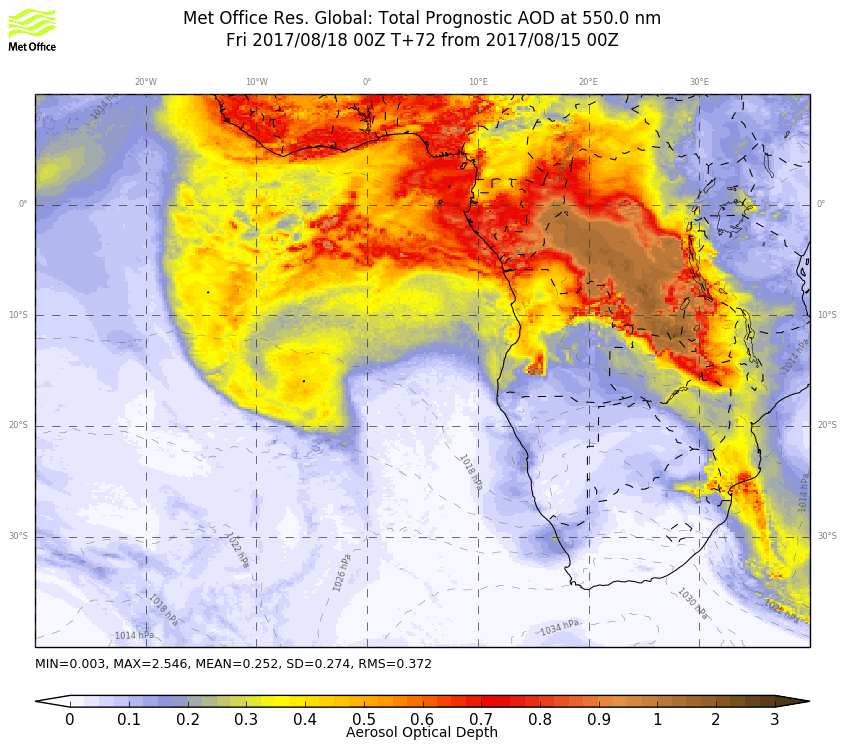 Met Office
Met Office Res. Global: Total Prognostic AOD at 550.0 nm
Fri 2017/08/18 00Z T+72 from 2017/08/15 00Z
20°W 10°W 0° 10°E 20°E 30°E
1014 hPa
0° 0°
10°S 10°S
1014 hPa
20°S 20°S
1018 hPa
1014 hPa
30°S 30°S
1022 hPa
1026 hPa
1018 hPa
1030 hPa
1014 hPa
1034 hPa
MIN=0.003, MAX=2.546, MEAN=0.252, SD=0.274, RMS=0.372
0 0.1 0.2 0.3 0.4 0.5 0.6 0.7 0.8 0.9 1 2 3
Aerosol Optical Depth